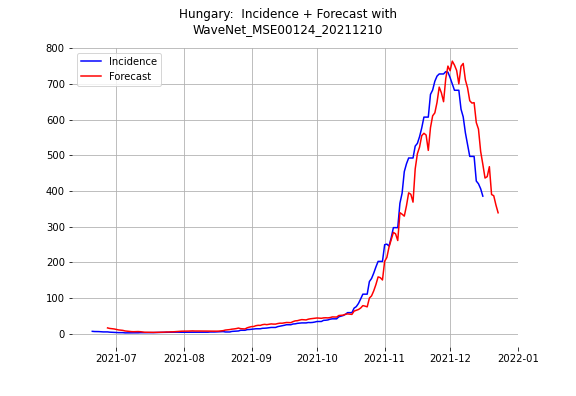 Hungary:  Incidence + Forecast with
WaveNet_MSE00124_20211210
Incidence
Forecast
800
700
600
500
400
300
200
100
0
2021-07 2021-08 2021-09 2021-10 2021-11 2021-12 2022-01